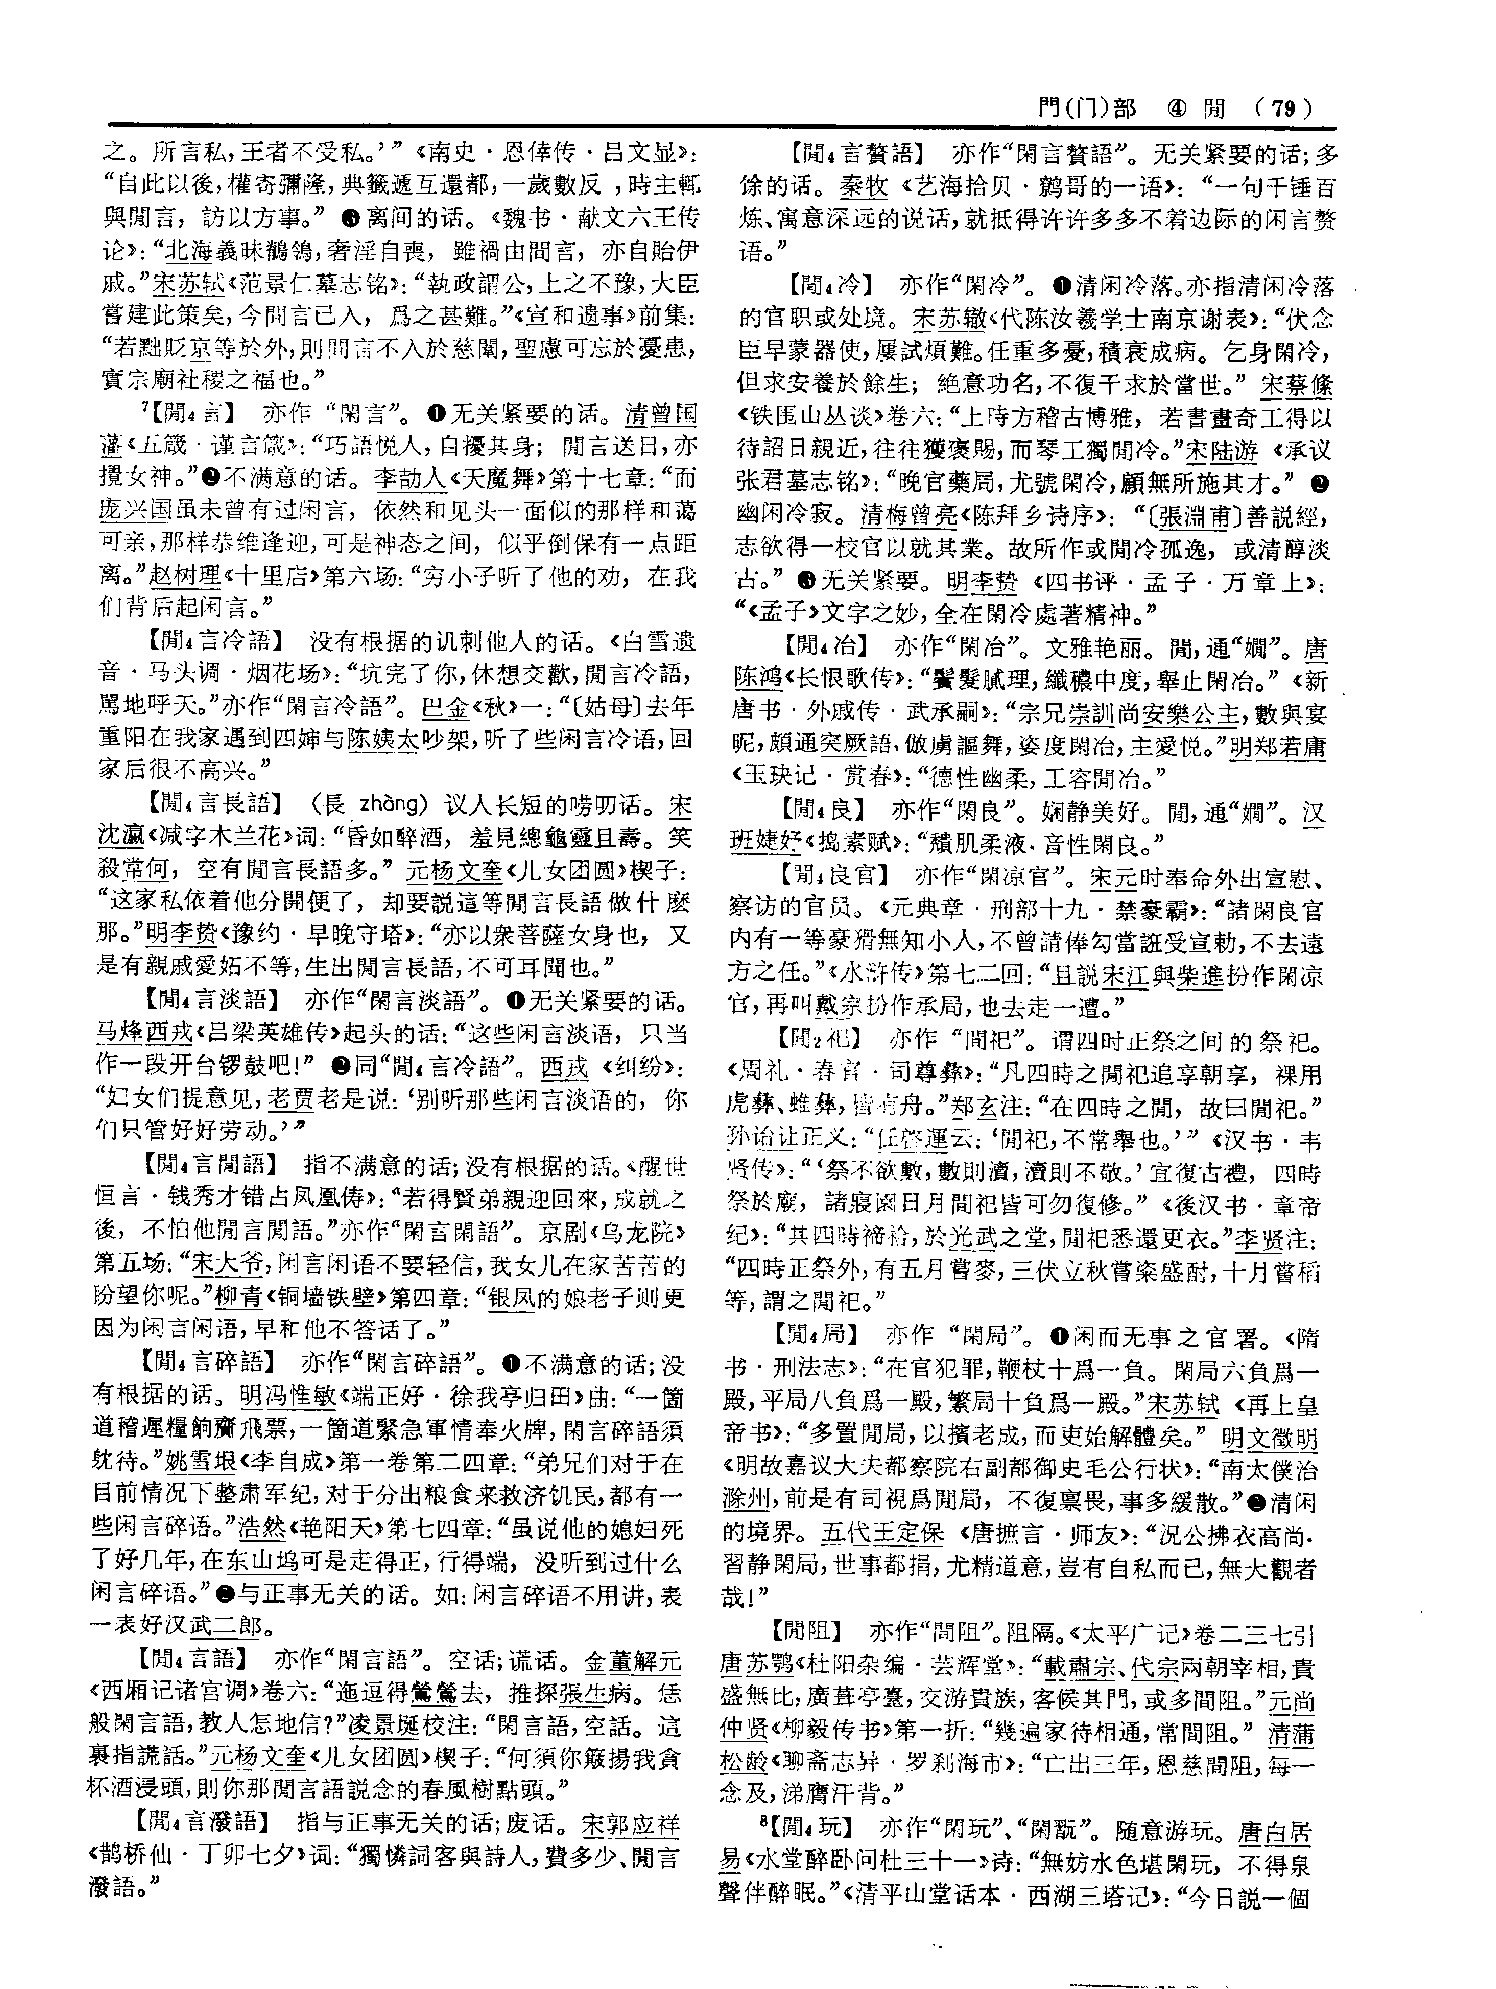 門(门)部　④ 閒　(79)
之。所言私,王者不受私。’”《南史·恩倖传·吕文显》:
“自此以後,權寄彌隆,典籤遞互還都,一歲數反,時主輒
與閒言，訪以方事。”❸离间的话。《魏书·献文六王传
论》:“北海義昧鶺鴒,奢淫自喪，雖禍由間言，亦自貽伊
戚。”宋苏轼《范景仁墓志铭》:“執政謂公,上之不豫,大臣
嘗建此策矣,今間言已入，爲之甚難。”《宣和遗事》前集:
“若黜貶京等於外,則間言不入於慈闈,聖慮可忘於憂患,
實宗廟社稷之福也。”
7【閒4言】　亦作“閑言”。❶无关紧要的话。清曾国
藩《五箴·谨言箴》:“巧語悦人,自擾其身；閒言送日,亦
攪女神。”❷不满意的话。李劼人《天魔舞》第十七章:“而
庞兴国虽未曾有过闲言，依然和见头一面似的那样和蔼
可亲,那样恭维逢迎,可是神态之间，似乎倒保有一点距
离。”赵树理《十里店》第六场:“穷小子听了他的劝，在我
们背后起闲言。”
【閒4言冷語】　没有根据的讥刺他人的话。《白雪遗
音·马头调·烟花场》:“坑完了你,休想交歡,閒言冷語,
駡地呼天。”亦作“閑言冷語”。巴金《秋》一:“〔姑母〕去年
重阳在我家遇到四婶与陈姨太吵架,听了些闲言冷语,回
家后很不高兴。”
【閒4言長語】（長 zhàng）议人长短的唠叨话。宋
沈瀛《减字木兰花》词:“昏如醉酒，羞見總龜靈且壽。笑
殺常何，空有閒言長語多。”元杨文奎《儿女团圆》楔子:
“这家私依着他分開便了，却要説這等閒言長語做什麽
那。”明李贽《豫约·早晚守塔》:“亦以衆菩薩女身也，又
是有親戚愛妬不等,生出閒言長語,不可耳聞也。”
【閒4言淡語】　亦作“閑言淡語”。❶无关紧要的话。
马烽西戎《吕梁英雄传》起头的话:“这些闲言淡语，只当
作一段开台锣鼓吧!”❷同“閒4言冷語”。西戎《纠纷》:
“妇女们提意见,老贾老是说:‘别听那些闲言淡语的，你
们只管好好劳动。’”
【閒4言閒語】　指不满意的话;没有根据的话。《醒世
恒言·钱秀才错占凤凰俦》:“若得賢弟親迎回來,成就之
後，不怕他閒言閒語。”亦作“閑言閑語”。京剧《乌龙院》
第五场:“宋大爷,闲言闲语不要轻信,我女儿在家苦苦的
盼望你呢。”柳青《铜墙铁壁》第四章:“银凤的娘老子则更
因为闲言闲语,早和他不答话了。”
【閒4言碎語】　亦作“閑言碎語”。❶不满意的话;没
有根据的话。明冯惟敏《端正好·徐我亭归田》曲:“一箇
道稽遲糧餉齎飛票,一箇道緊急軍情奉火牌,閑言碎語須
躭待。”姚雪垠《李自成》第一卷第二四章:“弟兄们对于在
目前情况下整肃军纪,对于分出粮食来救济饥民,都有一
些闲言碎语。”浩然《艳阳天》第七四章:“虽说他的媳妇死
了好几年,在东山坞可是走得正,行得端，没听到过什么
闲言碎语。”❷与正事无关的话。如:闲言碎语不用讲,表
一表好汉武二郎。
【閒4言語】　亦作“閑言語”。空话;谎话。金董解元
《西厢记诸宫调》卷六:“迤逗得鶯鶯去，推探張生病。恁
般閑言語,教人怎地信?”凌景埏校注:“閑言語,空話。這
裏指謊話。”元杨文奎《儿女团圆》楔子:“何須你簸揚我貪
杯酒浸頭,則你那閒言語説念的春風樹點頭。”
【閒4言潑語】　指与正事无关的话;废话。宋郭应祥
《鹊桥仙·丁卯七夕》词:“獨憐詞客與詩人,費多少、閒言
潑語。”
【閒4言贅語】　亦作“閑言贅語”。无关紧要的话;多
馀的话。秦牧《艺海拾贝·鹩哥的一语》:“一句千锤百
炼、寓意深远的说话,就抵得许许多多不着边际的闲言赘
语。”
【閒4冷】　亦作“閑冷”。❶清闲冷落。亦指清闲冷落
的官职或处境。宋苏辙《代陈汝羲学士南京谢表》:“伏念
臣早蒙器使,屢試煩難。任重多憂,積衰成病。乞身閑冷,
但求安養於餘生；絶意功名,不復干求於當世。”宋蔡絛
《铁围山丛谈》卷六:“上時方稽古博雅，若書畫奇工得以
待詔日親近,往往獲褒賜,而琴工獨閒冷。”宋陆游《承议
张君墓志铭》:“晚官藥局,尤號閑冷,顧無所施其才。”❷
幽闲冷寂。清梅曾亮《陈拜乡诗序》:“〔張淵甫〕善説經,
志欲得一校官以就其業。故所作或閒冷孤逸，或清醇淡
古。”❸无关紧要。明李贽《四书评·孟子·万章上》:
“《孟子》文字之妙,全在閑冷處著精神。”
【閒4冶】　亦作“閑冶”。文雅艳丽。閒,通“嫺”。唐
陈鸿《长恨歌传》:“鬢髮膩理,纖穠中度,舉止閑冶。”《新
唐书·外戚传·武承嗣》:“宗兄崇訓尚安樂公主,數與宴
昵,頗通突厥語,做虜謳舞,姿度閑冶,主愛悦。”明郑若庸
《玉玦记·赏春》:“德性幽柔,工容閒冶。”
【閒4良】　亦作“閑良”。娴静美好。閒,通“嫺”。汉
班婕妤《捣素赋》:“穨肌柔液,音性閑良。”
【閒4良官】　亦作“閑凉官”。宋元时奉命外出宣慰、
察访的官员。《元典章·刑部十九·禁豪霸》:“諸閑良官
内有一等豪猾無知小人,不曾請俸勾當誑受宣勅,不去遠
方之任。”《水浒传》第七二回:“且説宋江與柴進扮作閑凉
官,再叫戴宗扮作承局,也去走一遭。”
【閒2祀】　亦作“間祀”。谓四时正祭之间的祭祀。
《周礼·春官·司尊彝》:“凡四時之閒祀追享朝享，祼用
虎彝、蜼彝,皆有舟。”郑玄注:“在四時之閒，故曰閒祀。”
孙诒让正义:“任啓運云:‘閒祀,不常舉也。’”《汉书·韦
贤传》:“‘祭不欲數,數則瀆,瀆則不敬。’宜復古禮，四時
祭於廟，諸寢園日月間祀皆可勿復修。”《後汉书·章帝
纪》:“其四時禘祫,於光武之堂,間祀悉還更衣。”李贤注:
“四時正祭外,有五月嘗麥,三伏立秋嘗粢盛酎,十月嘗稻
等,謂之閒祀。”
【閒4局】　亦作“閑局”。❶闲而无事之官署。《隋
书·刑法志》:“在官犯罪,鞭杖十爲一負。閑局六負爲一
殿,平局八負爲一殿,繁局十負爲一殿。”宋苏轼《再上皇
帝书》:“多置閒局,以擯老成,而吏始解體矣。”明文徵明
《明故嘉议大夫都察院右副都御史毛公行状》:“南太僕治
滁州,前是有司視爲閒局，不復禀畏,事多緩散。”❷清闲
的境界。五代王定保《唐摭言·师友》:“況公拂衣高尚,
習静閑局,世事都捐,尤精道意,豈有自私而已,無大觀者
哉!”
【閒阻】　亦作“間阻”。阻隔。《太平广记》卷二三七引
唐苏鹗《杜阳杂编·芸辉堂》:“載肅宗、代宗兩朝宰相,貴
盛無比,廣葺亭臺,交游貴族,客候其門,或多間阻。”元尚
仲贤《柳毅传书》第一折:“幾遍家待相通,常間阻。”清蒲
松龄《聊斋志异·罗刹海市》:“亡出三年,恩慈間阻,每一
念及,涕膺汗背。”
8【閒4玩】　亦作“閑玩”、“閑翫”。随意游玩。唐白居
易《水堂醉卧问杜三十一》诗:“無妨水色堪閑玩，不得泉
聲伴醉眠。”《清平山堂话本·西湖三塔记》:“今日説一個